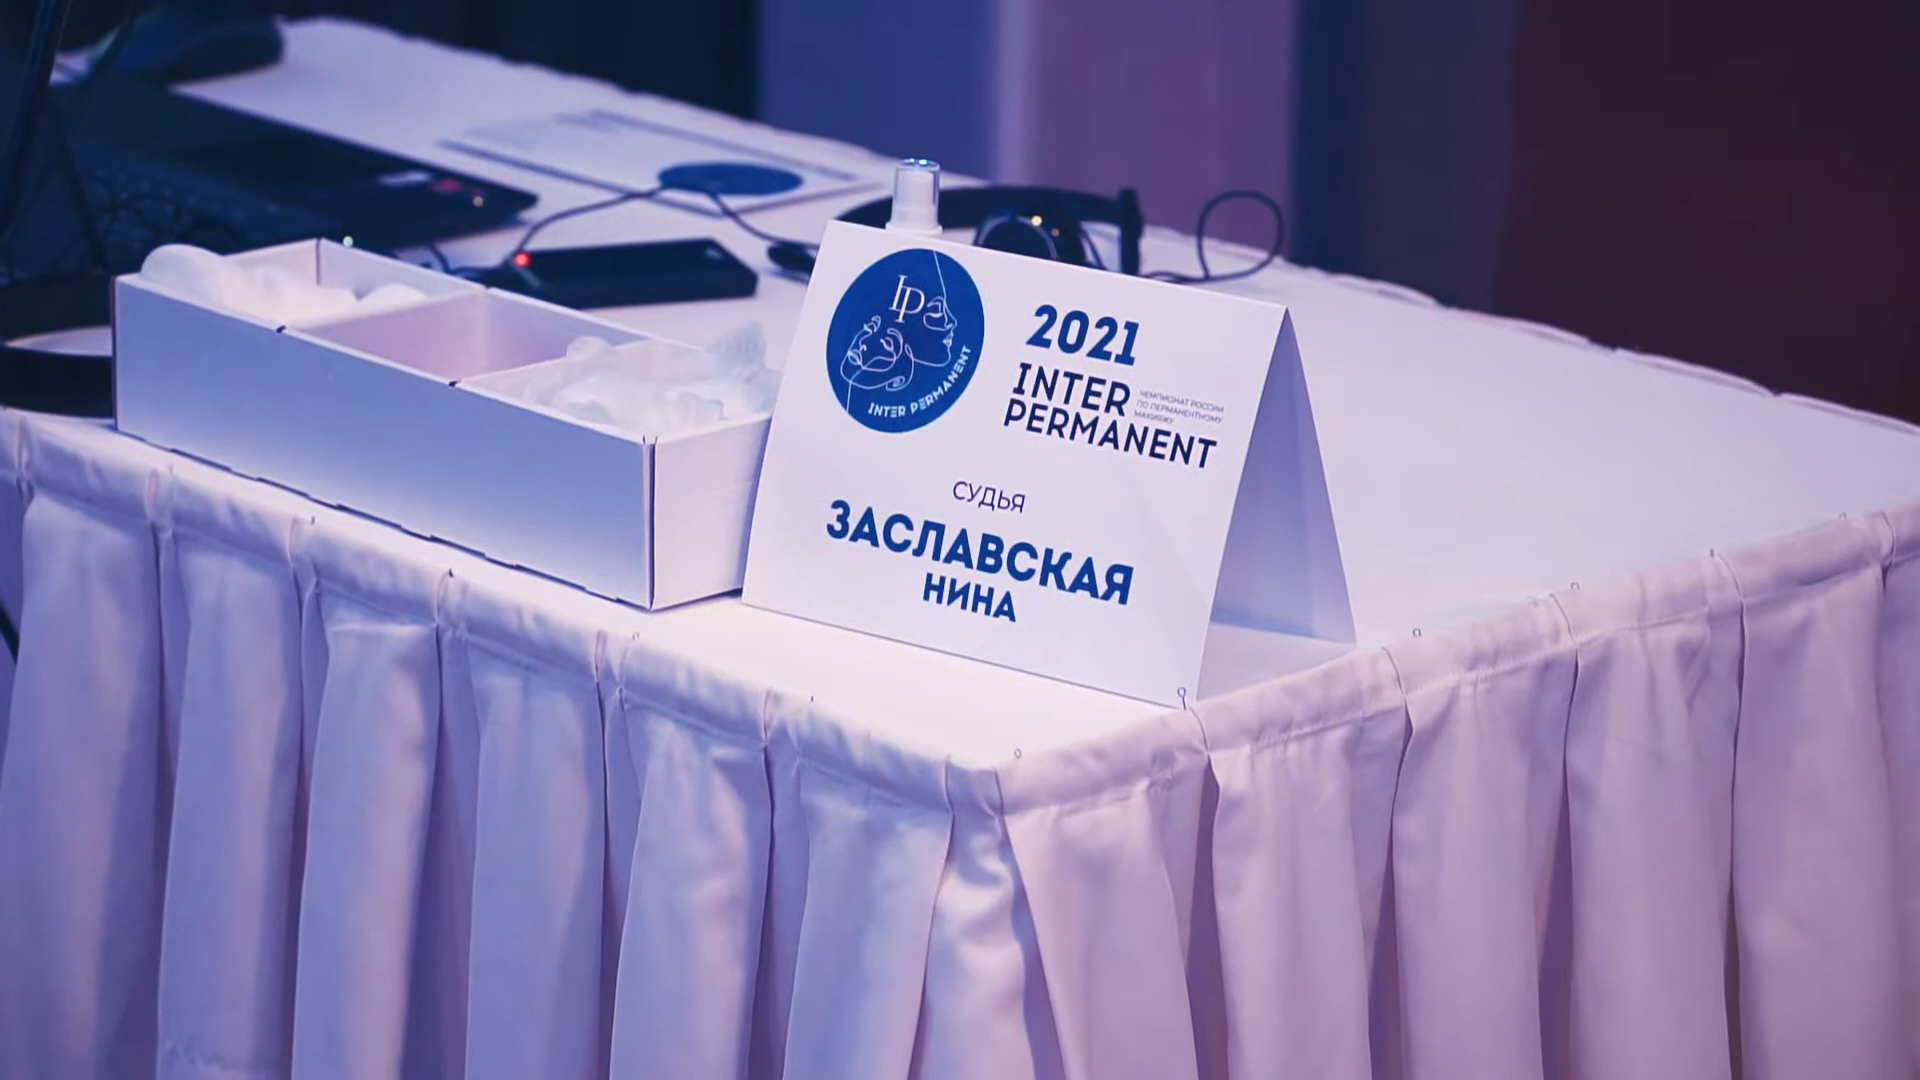 IP
INTER PERMANENT
2021
INTER
PERMANENT
ЧЕМПИОНАТ РОССИИ
ПО ПЕРМАНЕНТНОМУ
МАКИЯЖУ
СУДЬЯ
ЗАСЛАВСКАЯ
НИНА